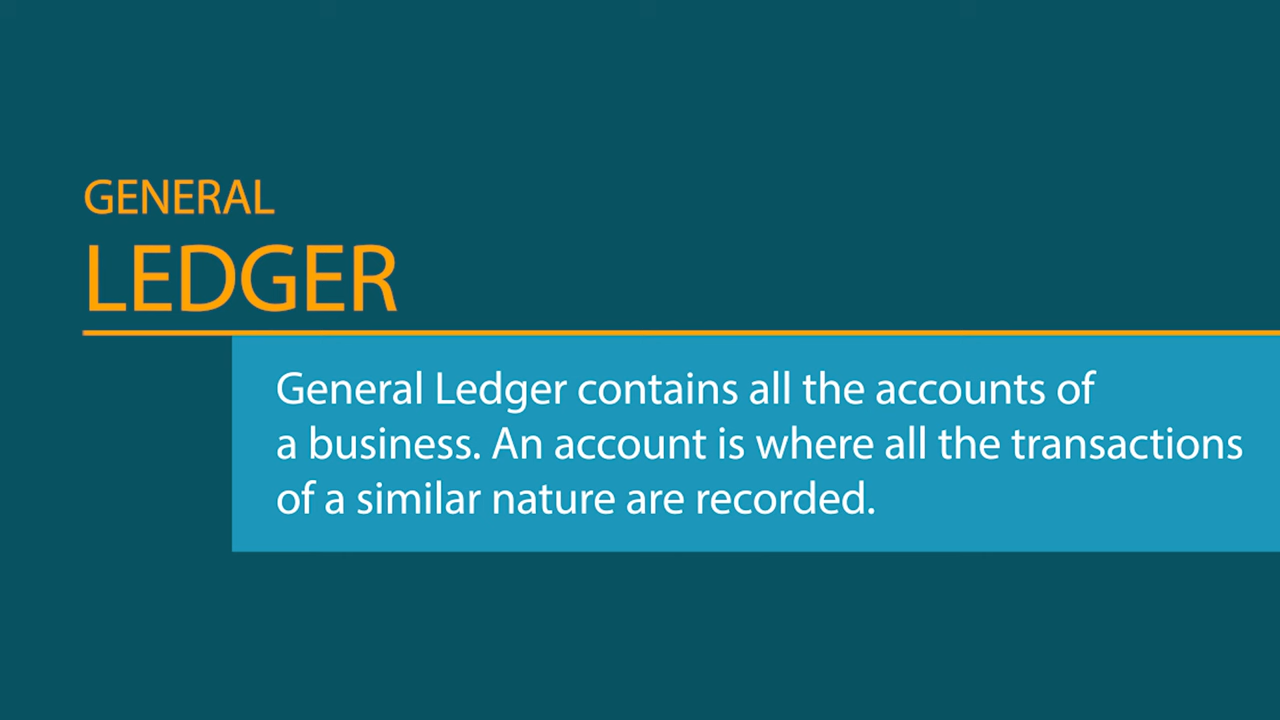 GENERAL
LEDGER
General Ledger contains all the accounts of
a business. An account is where all the transactions
of a similar nature are recorded.